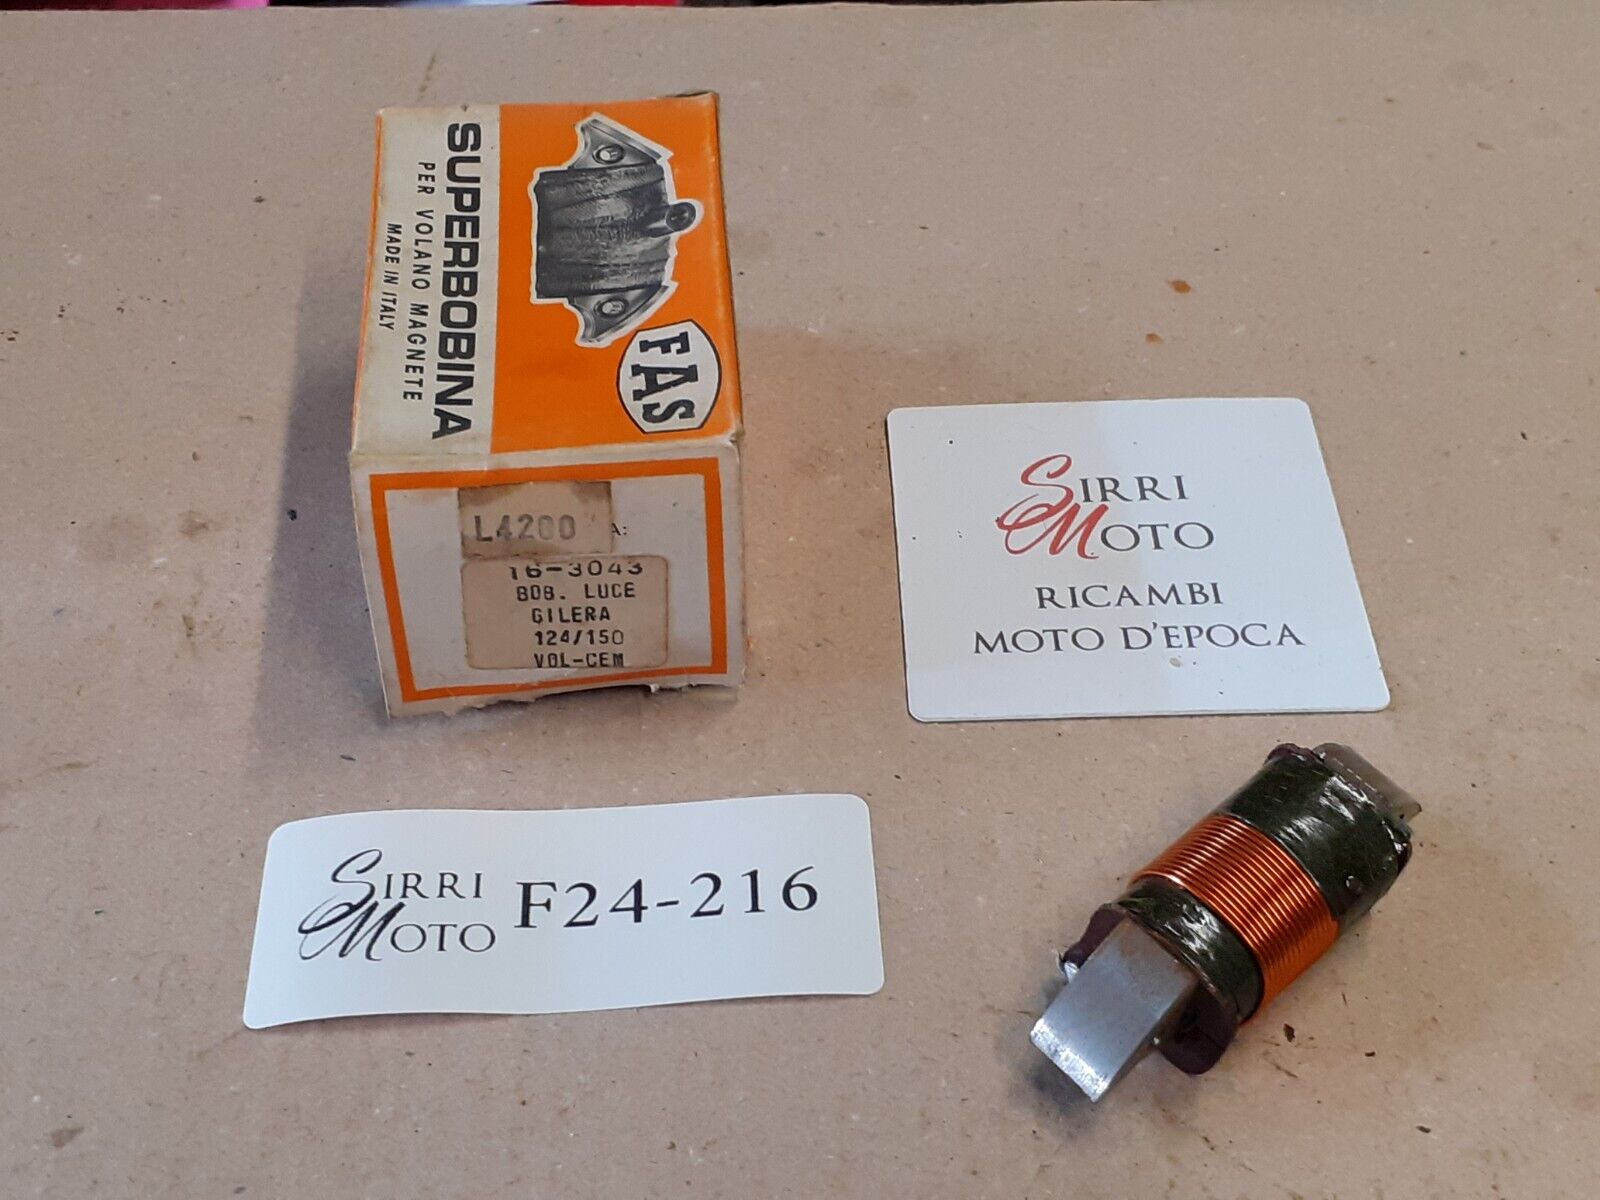 SUPERBOBINA
PER VOLANO MAGNETE
MADE IN ITALY
FAS
L4200
A:
16-3043
BOB. LUCE
GILERA
124/150
VOL-CEM
SIRRI
MOTO
RICAMBI
MOTO D'EPOCA
SIRRI
MOTO
F24-216